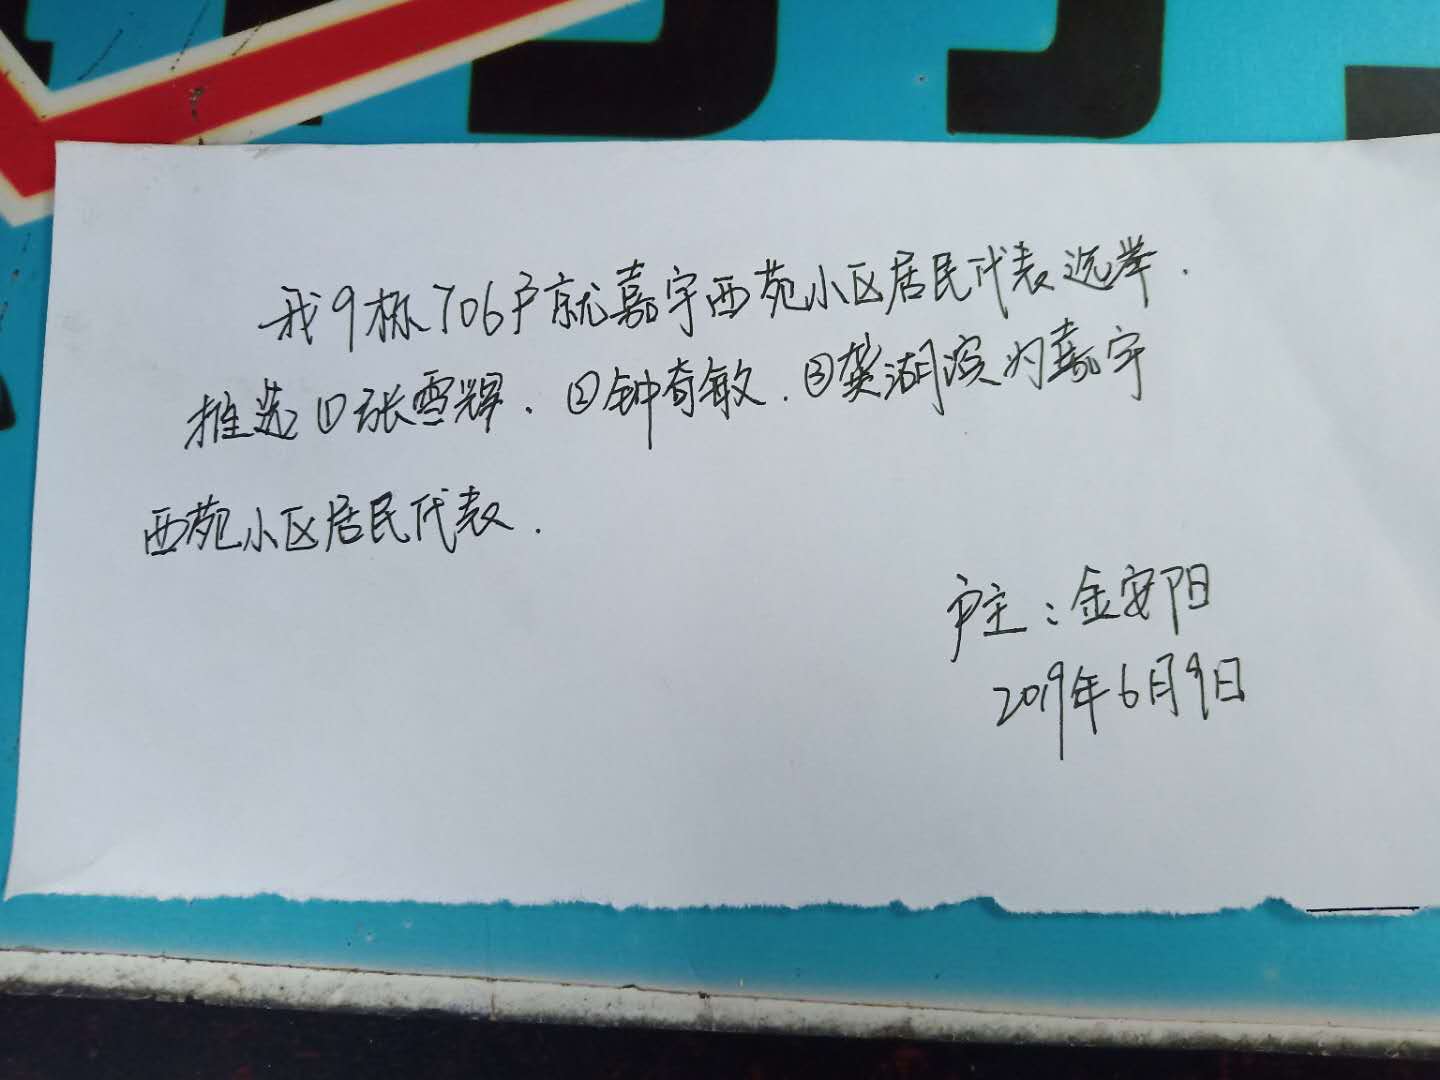 我9栋706户就嘉宇西苑小区居民代表选举.
推选①张雪辉.②钟奇敏.③龚湖滨为嘉宇
西苑小区居民代表.
户主:金安阳
2019年6月9日